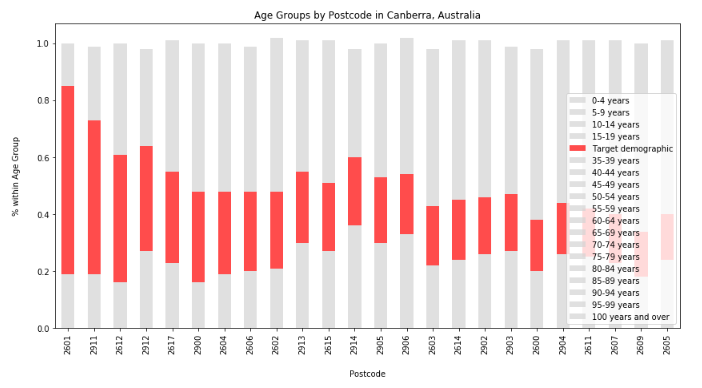 Age Groups by Postcode in Canberra, Australia
% within Age Group
1.0
0.8
0.6
0.4
0.2
0.0
0-4 years
5-9 years
10-14 years
15-19 years
Target demographic
35-39 years
40-44 years
45-49 years
50-54 years
55-59 years
60-64 years
65-69 years
70-74 years
75-79 years
80-84 years
85-89 years
90-94 years
95-99 years
100 years and over
2601 2911 2612 2912 2617 2900 2604 2606 2602 2913 2615 2914 2905 2906 2603 2614 2902 2903 2600 2904 2611 2607 2609 2605
Postcode